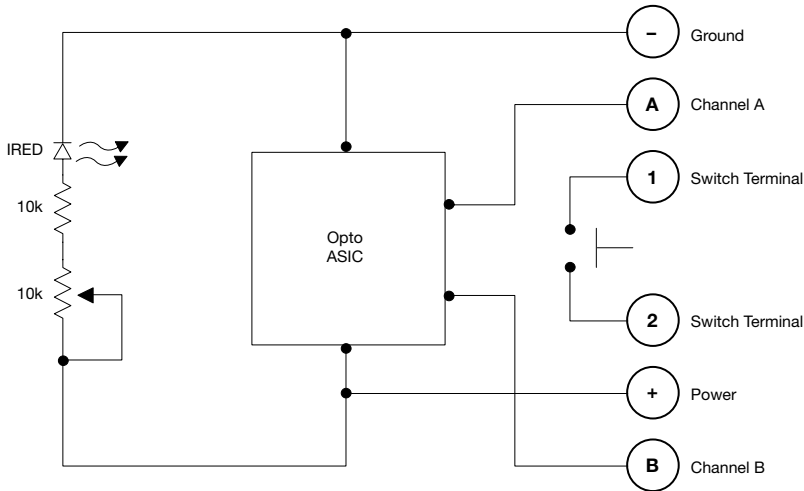 − Ground
A Channel A
IRED
1 Switch Terminal
10k
Opto
ASIC
10k
2 Switch Terminal
+ Power
B Channel B